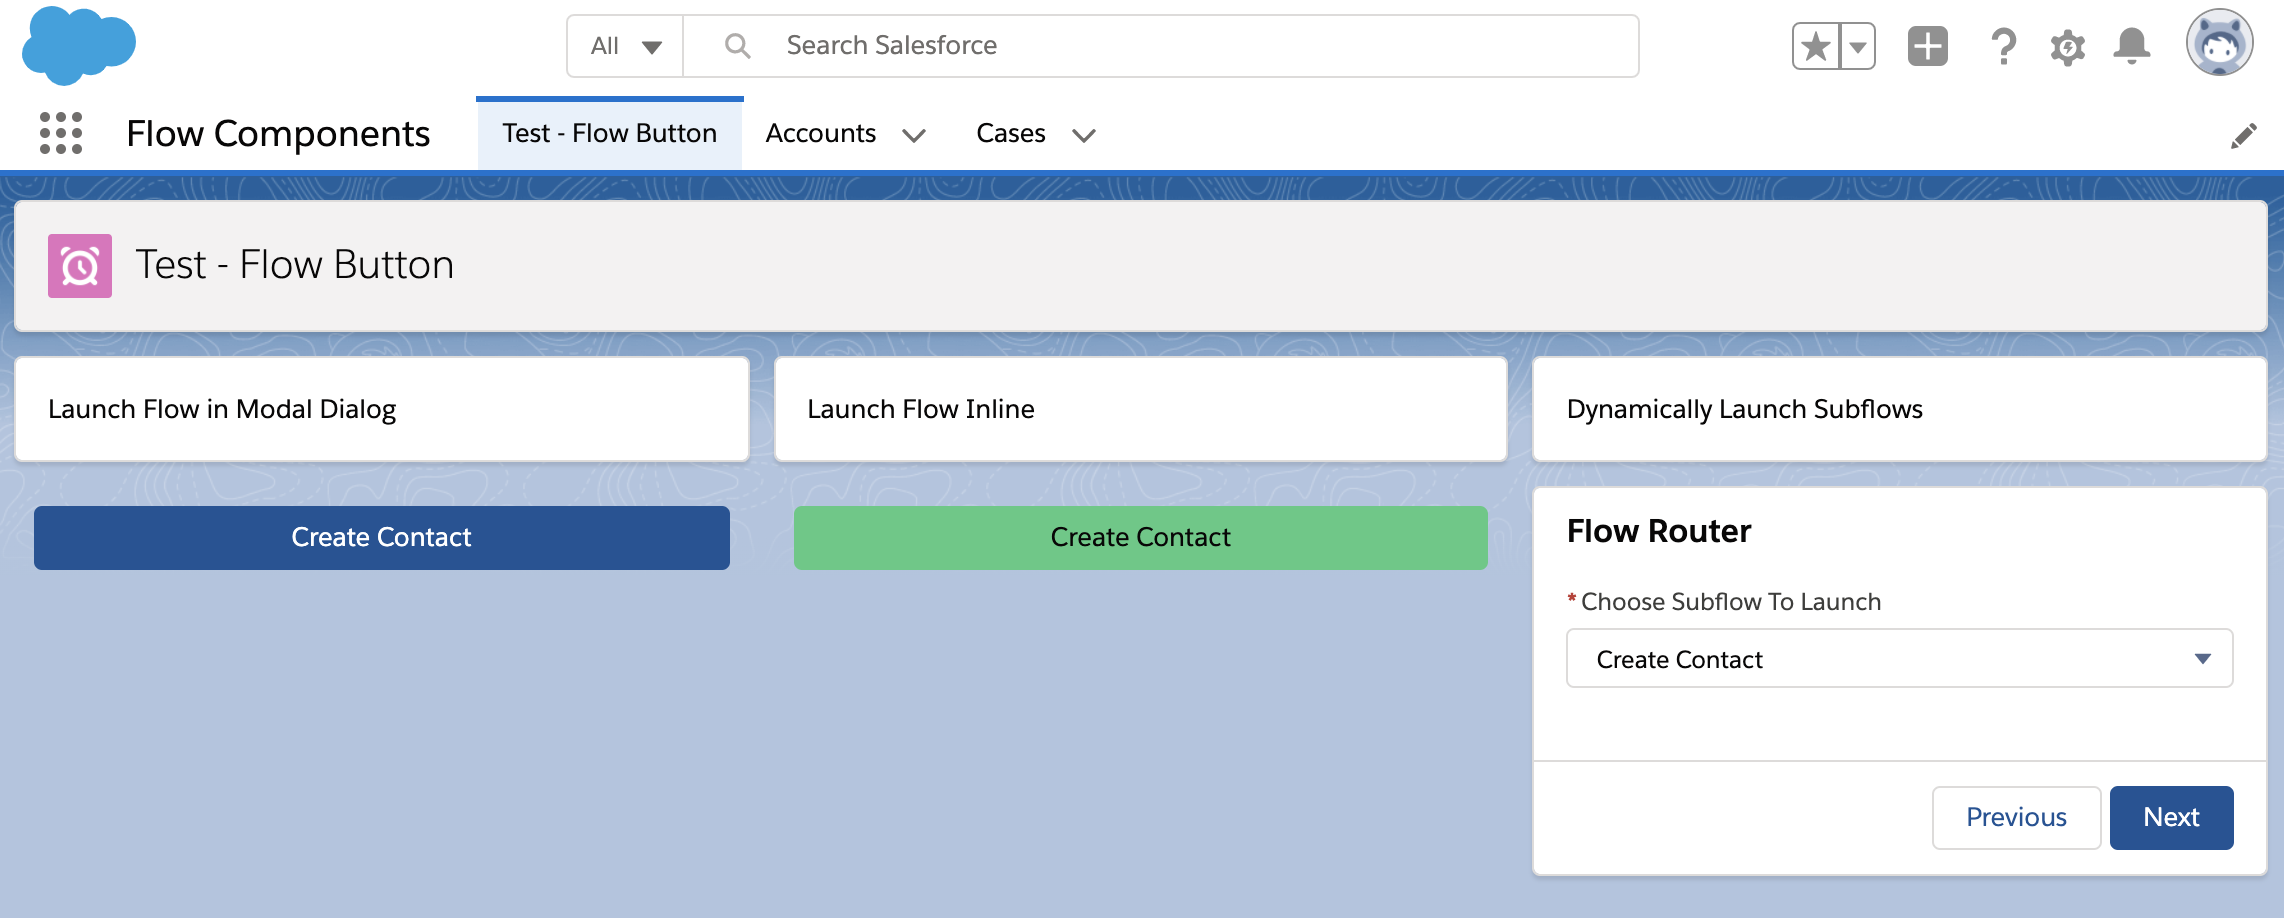 All
Search Salesforce
Flow Components
Test - Flow Button
Accounts
Cases
Test - Flow Button
Launch Flow in Modal Dialog
Launch Flow Inline
Dynamically Launch Subflows
Create Contact
Create Contact
Flow Router
* Choose Subflow To Launch
Create Contact
Previous
Next